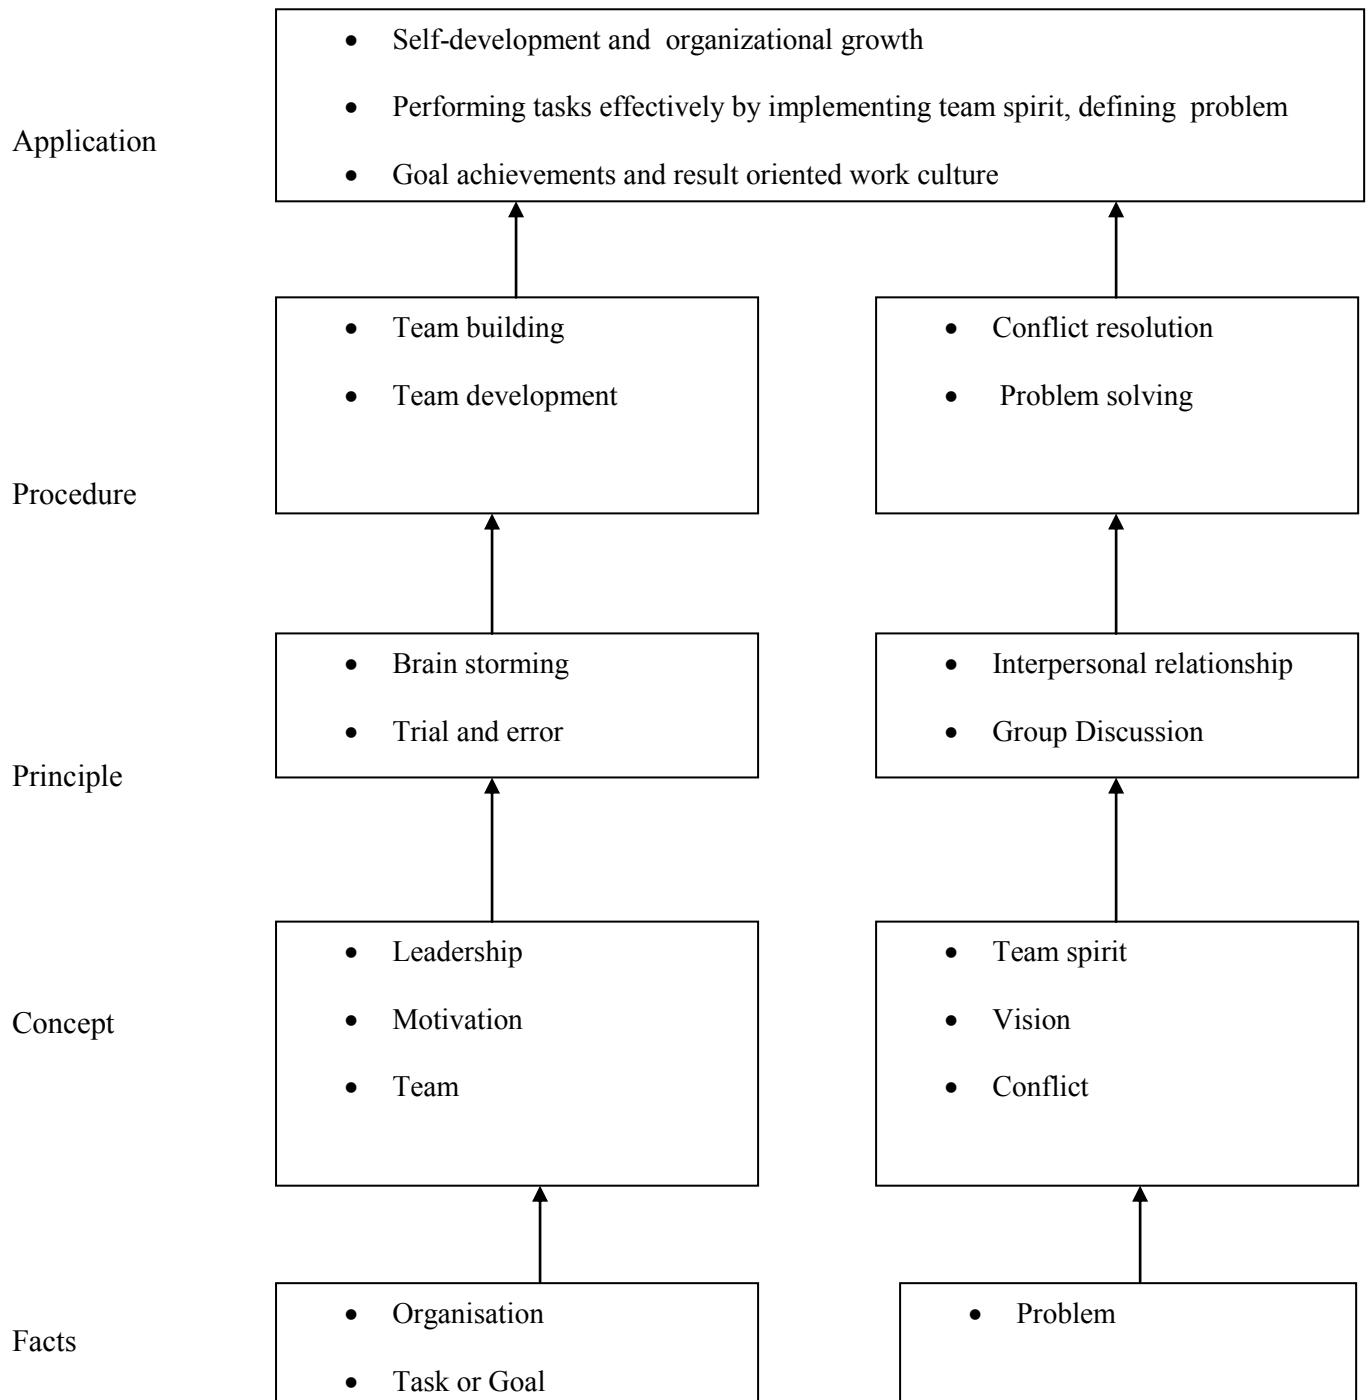 • Self-development and  organizational growth
• Performing tasks effectively by implementing team spirit, defining  problem
Application
• Goal achievements and result oriented work culture
• Team building
• Team development
• Conflict resolution
• Problem solving
Procedure
• Brain storming
• Trial and error
• Interpersonal relationship
• Group Discussion
Principle
• Leadership
• Motivation
• Team
• Team spirit
• Vision
• Conflict
Concept
• Organisation
• Task or Goal
• Problem
Facts